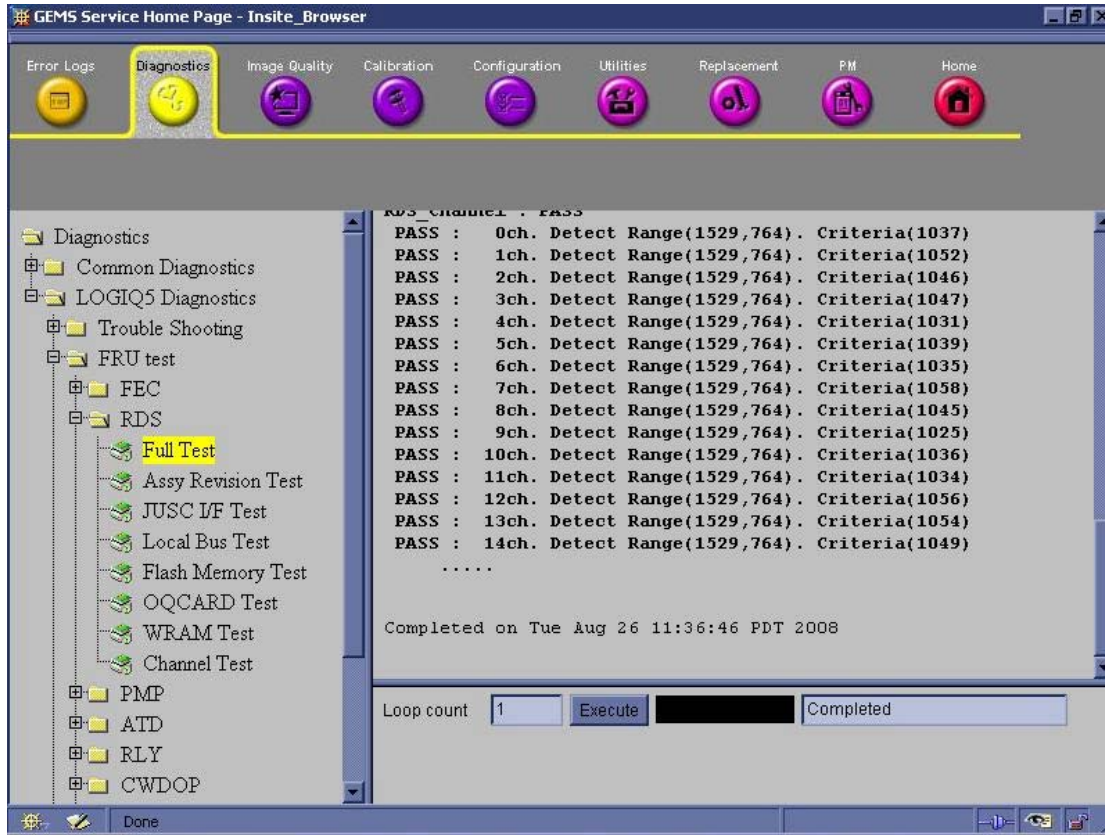 GEMS Service Home Page - Insite_Browser
Error Logs
Diagnostics
Image Quality
Calibration
Configuration
Utilities
Replacement
PM
Home
Diagnostics
Common Diagnostics
LOGIQ5 Diagnostics
Trouble Shooting
FRU test
FEC
RDS
Full Test
Assy Revision Test
JUSC I/F Test
Local Bus Test
Flash Memory Test
OQCARD Test
WRAM Test
Channel Test
PMP
ATD
RLY
CWDOP
RDS_Channel : PASS
PASS : 0ch. Detect Range(1529,764). Criteria(1037)
PASS : 1ch. Detect Range(1529,764). Criteria(1052)
PASS : 2ch. Detect Range(1529,764). Criteria(1046)
PASS : 3ch. Detect Range(1529,764). Criteria(1047)
PASS : 4ch. Detect Range(1529,764). Criteria(1031)
PASS : 5ch. Detect Range(1529,764). Criteria(1039)
PASS : 6ch. Detect Range(1529,764). Criteria(1035)
PASS : 7ch. Detect Range(1529,764). Criteria(1058)
PASS : 8ch. Detect Range(1529,764). Criteria(1045)
PASS : 9ch. Detect Range(1529,764). Criteria(1025)
PASS : 10ch. Detect Range(1529,764). Criteria(1036)
PASS : 11ch. Detect Range(1529,764). Criteria(1034)
PASS : 12ch. Detect Range(1529,764). Criteria(1056)
PASS : 13ch. Detect Range(1529,764). Criteria(1054)
PASS : 14ch. Detect Range(1529,764). Criteria(1049)
.....
Completed on Tue Aug 26 11:36:46 PDT 2008
Loop count 1 Execute Completed
Done